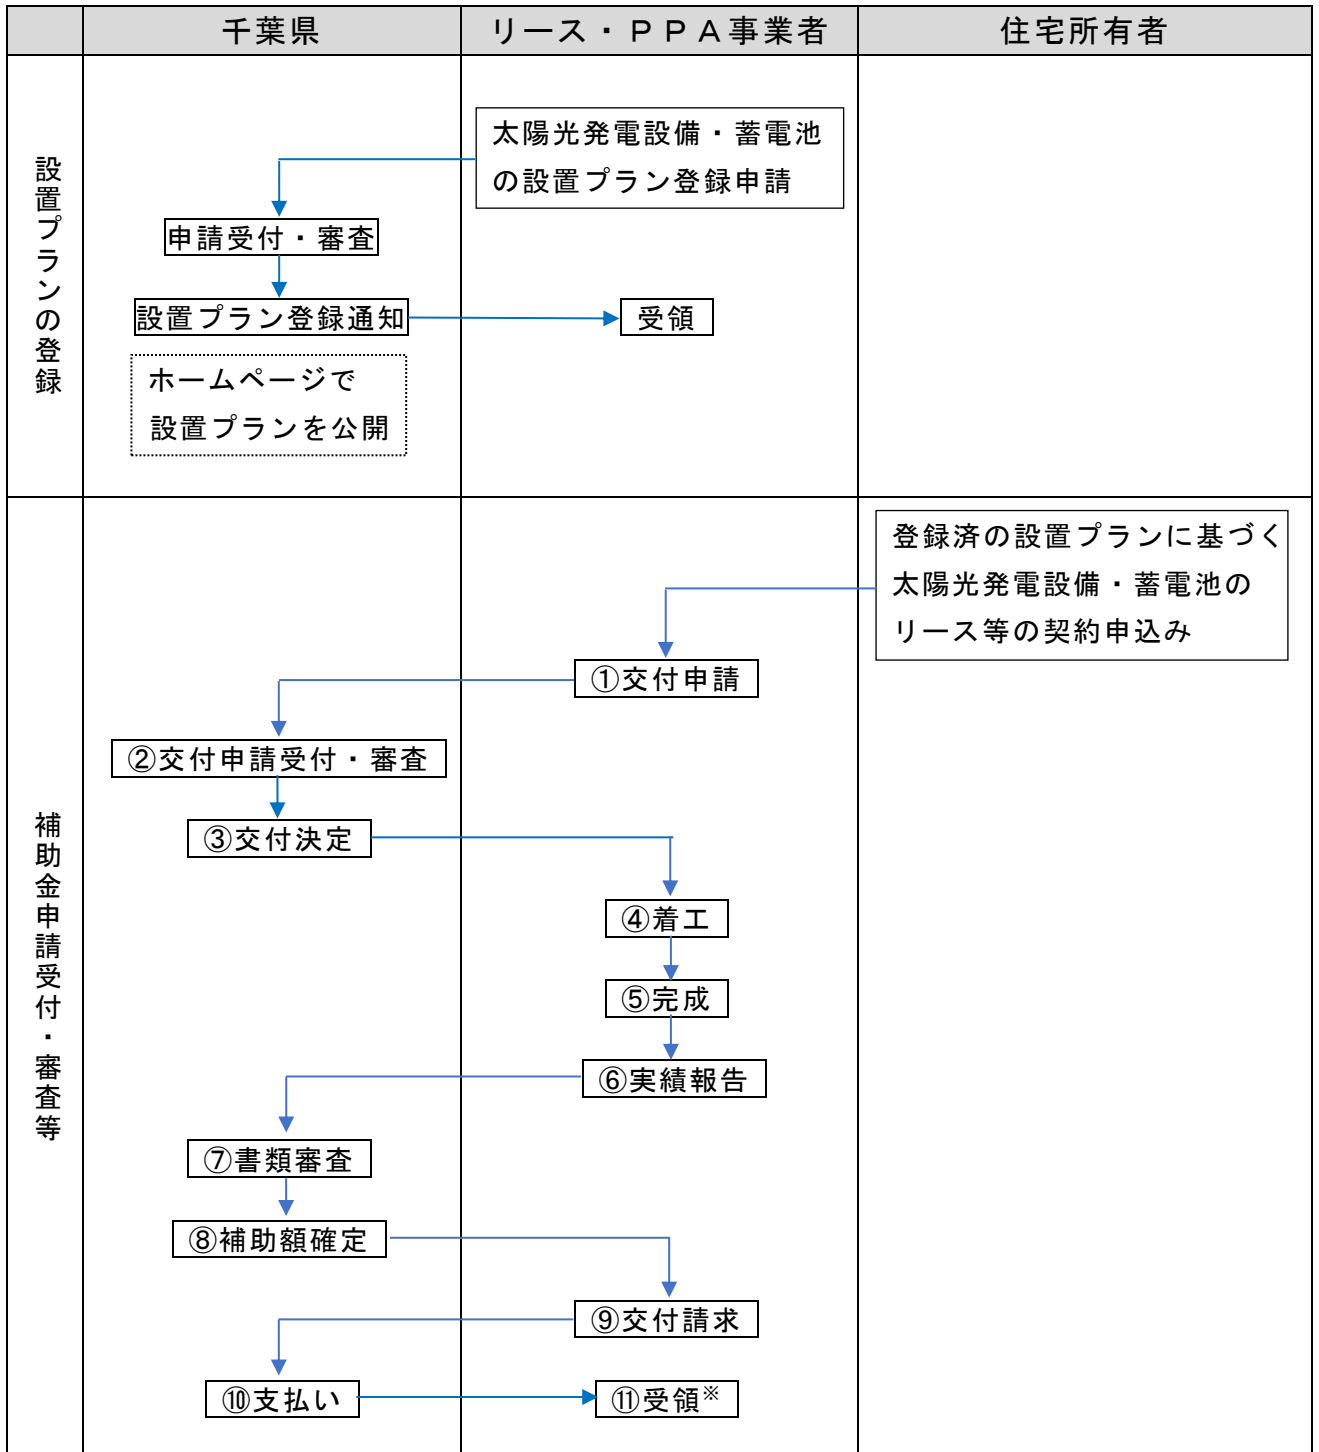 千葉県
リース・ＰＰＡ事業者
住宅所有者
設置プランの登録
太陽光発電設備・蓄電池
の設置プラン登録申請
申請受付・審査
設置プラン登録通知
受領
ホームページで
設置プランを公開
補助金申請受付・審査等
登録済の設置プランに基づく
太陽光発電設備・蓄電池の
リース等の契約申込み
①交付申請
②交付申請受付・審査
③交付決定
④着工
⑤完成
⑥実績報告
⑦書類審査
⑧補助額確定
⑨交付請求
⑩支払い
⑪受領※